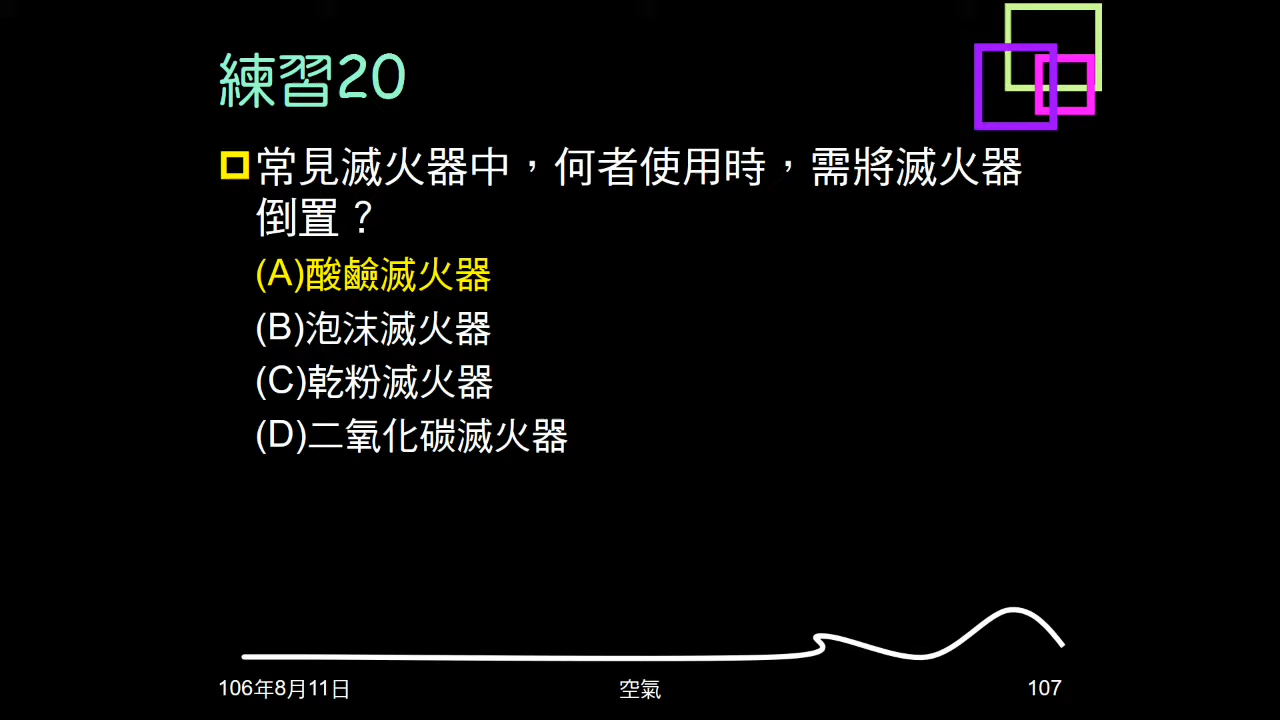 練習20
常見滅火器中，何者使用時，需將滅火器
倒置？
(A)酸鹼滅火器
(B)泡沫滅火器
(C)乾粉滅火器
(D)二氧化碳滅火器
106年8月11日
空氣
107